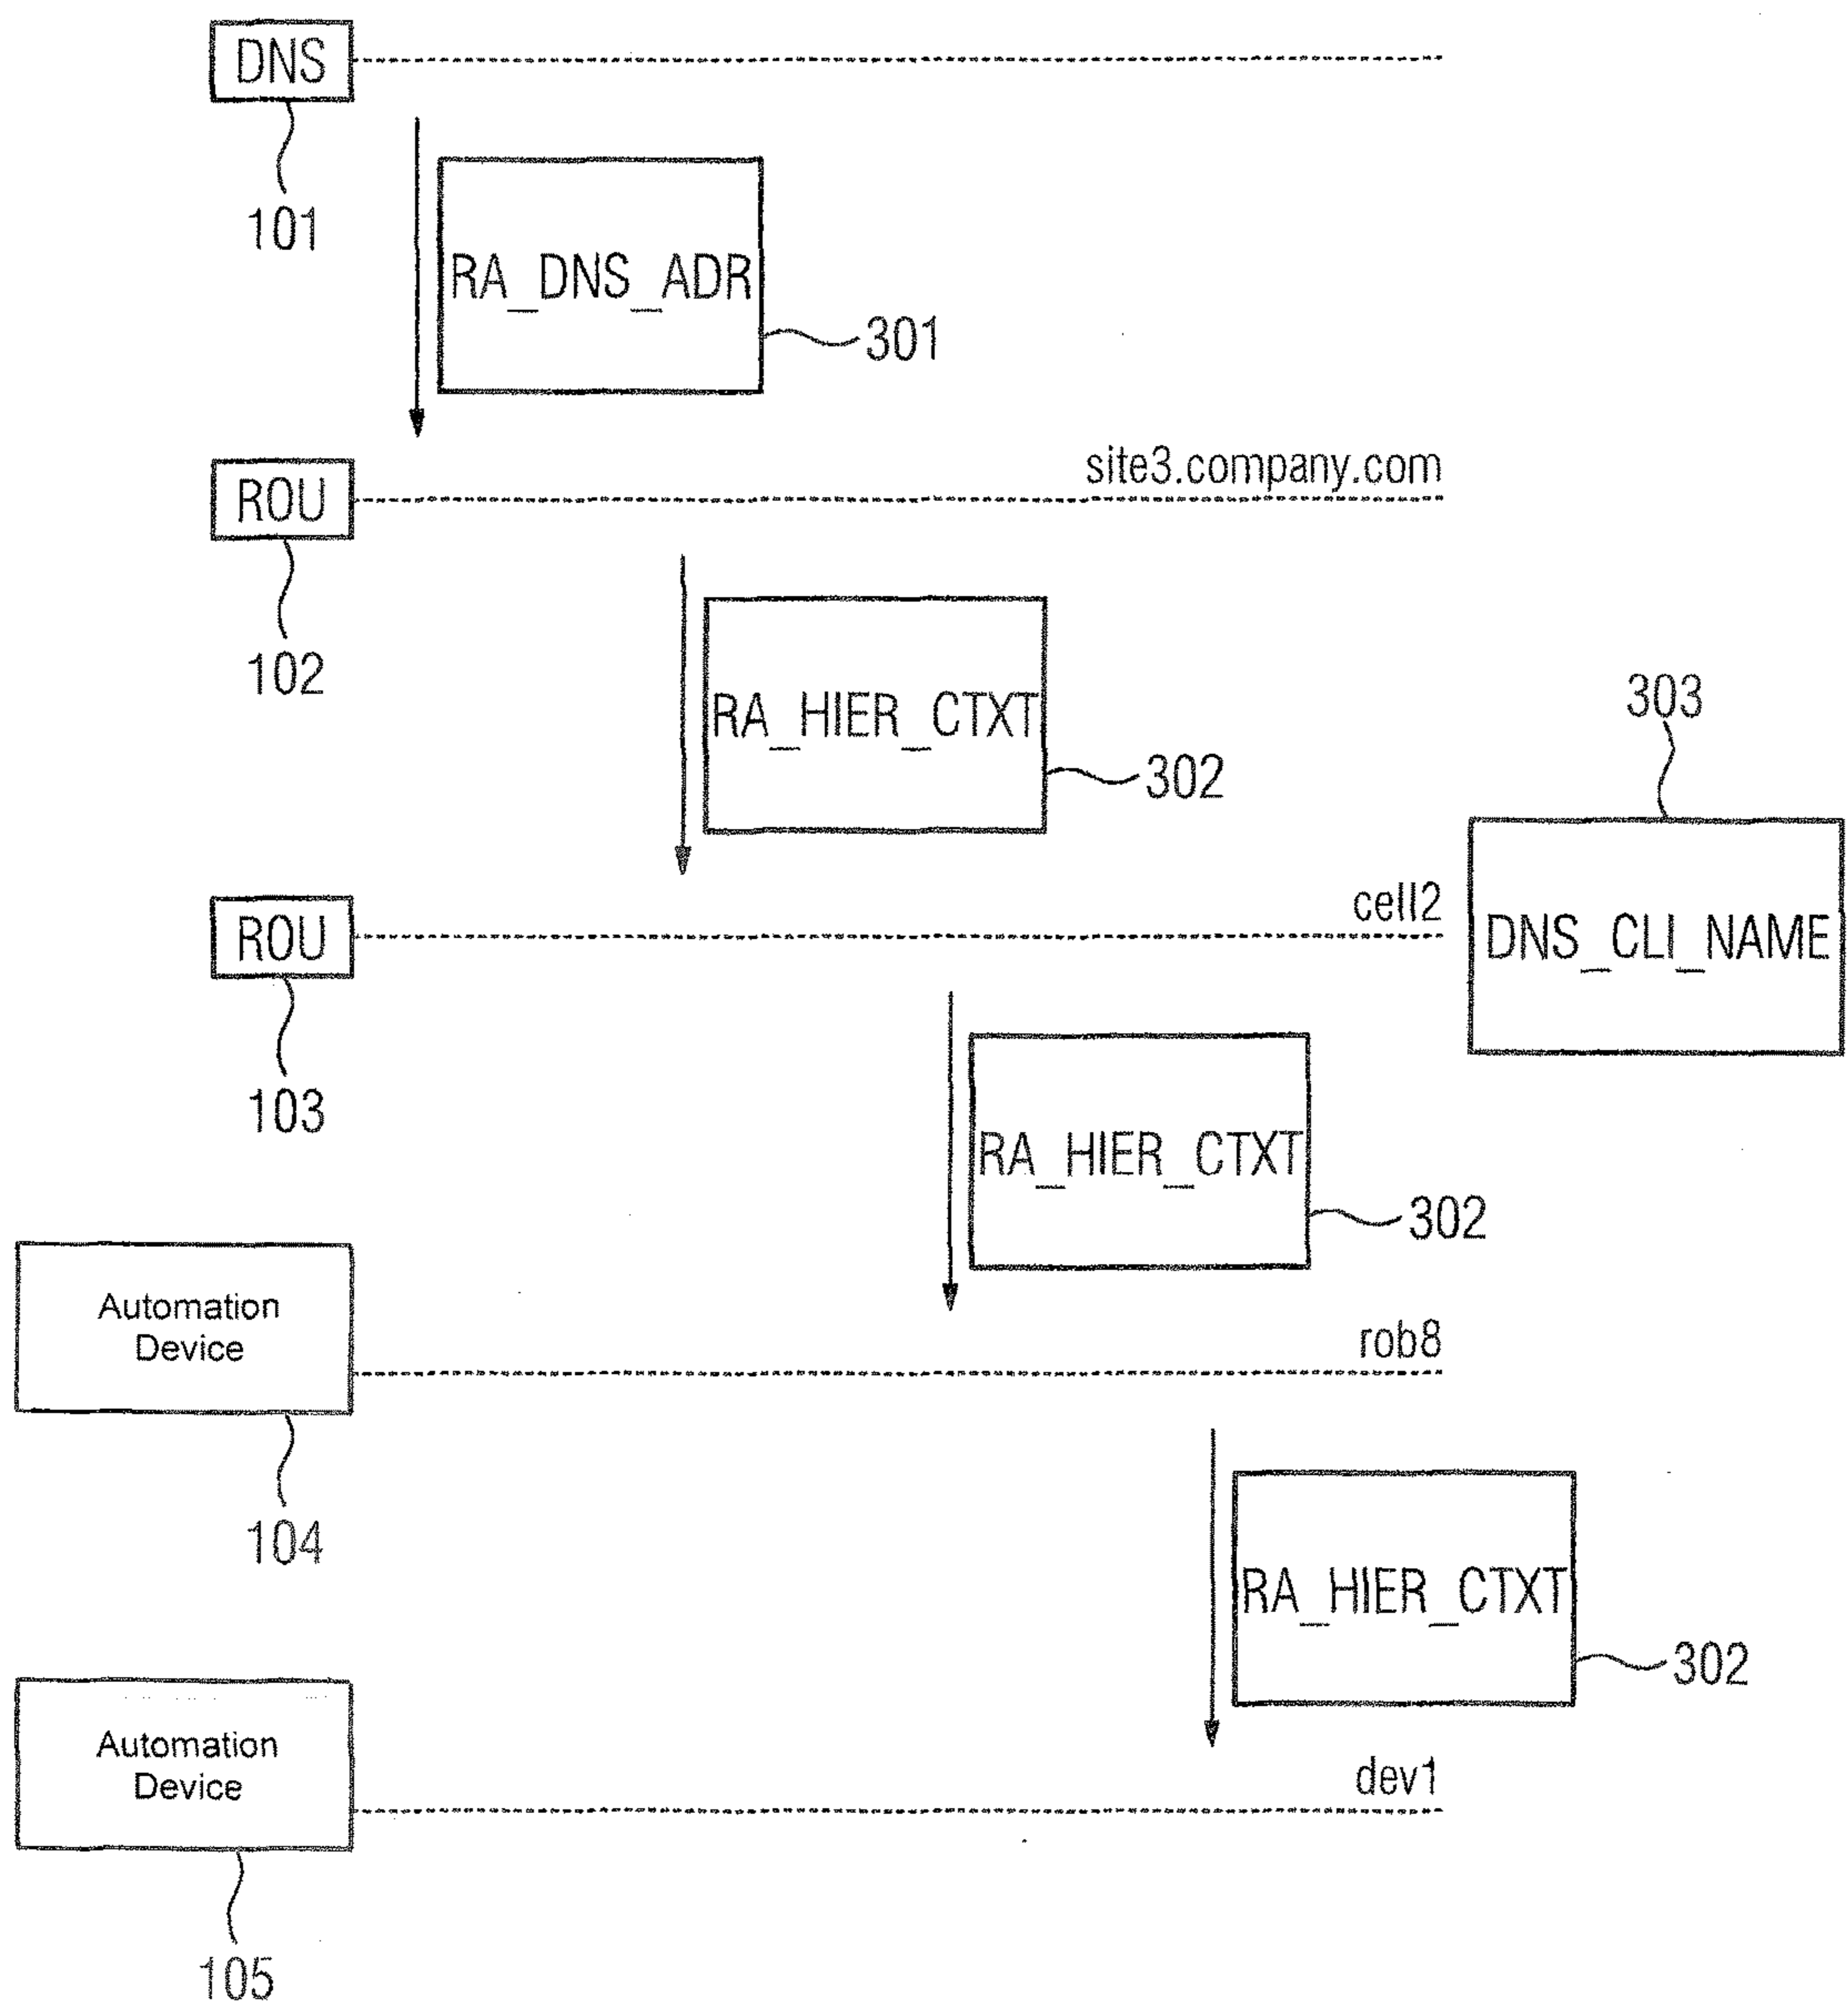 DNS
101
RA_DNS_ADR
301
site3.company.com
ROU
102
RA_HIER_CTXT
302
303
cell2
ROU
DNS_CLI_NAME
103
RA_HIER_CTXT
302
Automation
Device
rob8
104
RA_HIER_CTXT
302
Automation
Device
dev1
105